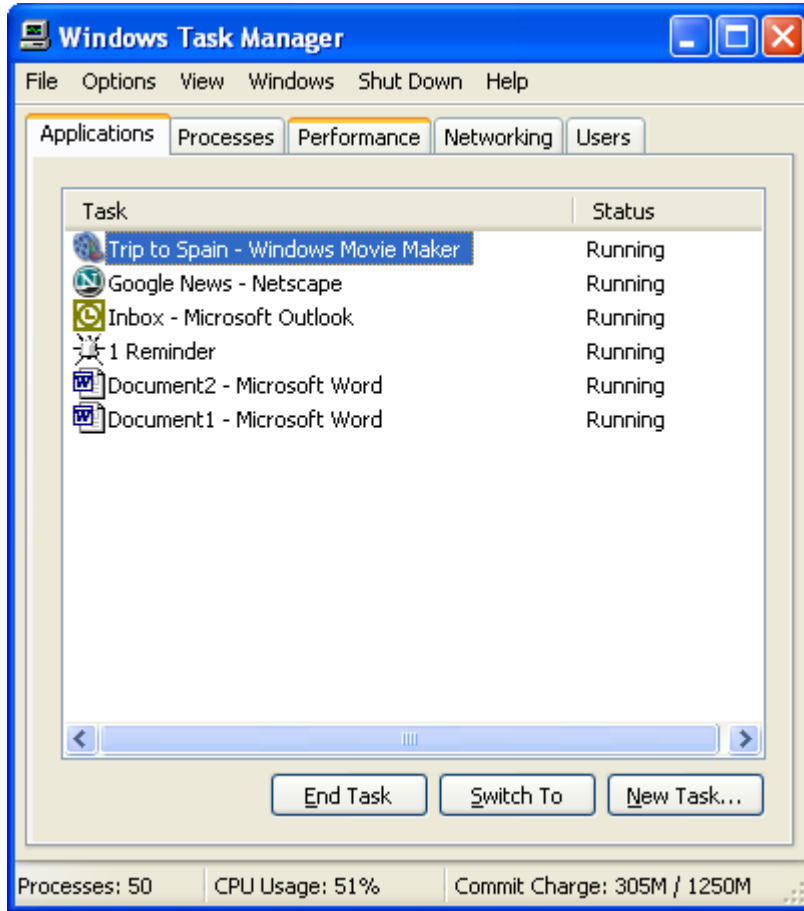 Windows Task Manager
File Options View Windows Shut Down Help
Applications Processes Performance Networking Users
Task Status
Trip to Spain - Windows Movie Maker Running
Google News - Netscape Running
Inbox - Microsoft Outlook Running
1 Reminder Running
Document2 - Microsoft Word Running
Document1 - Microsoft Word Running
End Task Switch To New Task...
Processes: 50 CPU Usage: 51% Commit Charge: 305M / 1250M